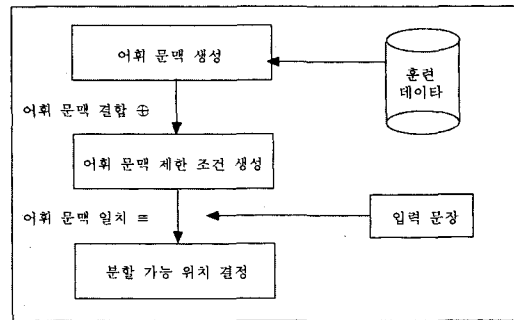 어휘 문맥 생성
훈련
데이타
어휘 문맥 결합 ⊕
어휘 문맥 제한 조건 생성
어휘 문맥 일치 ≡
입력 문장
분할 가능 위치 결정